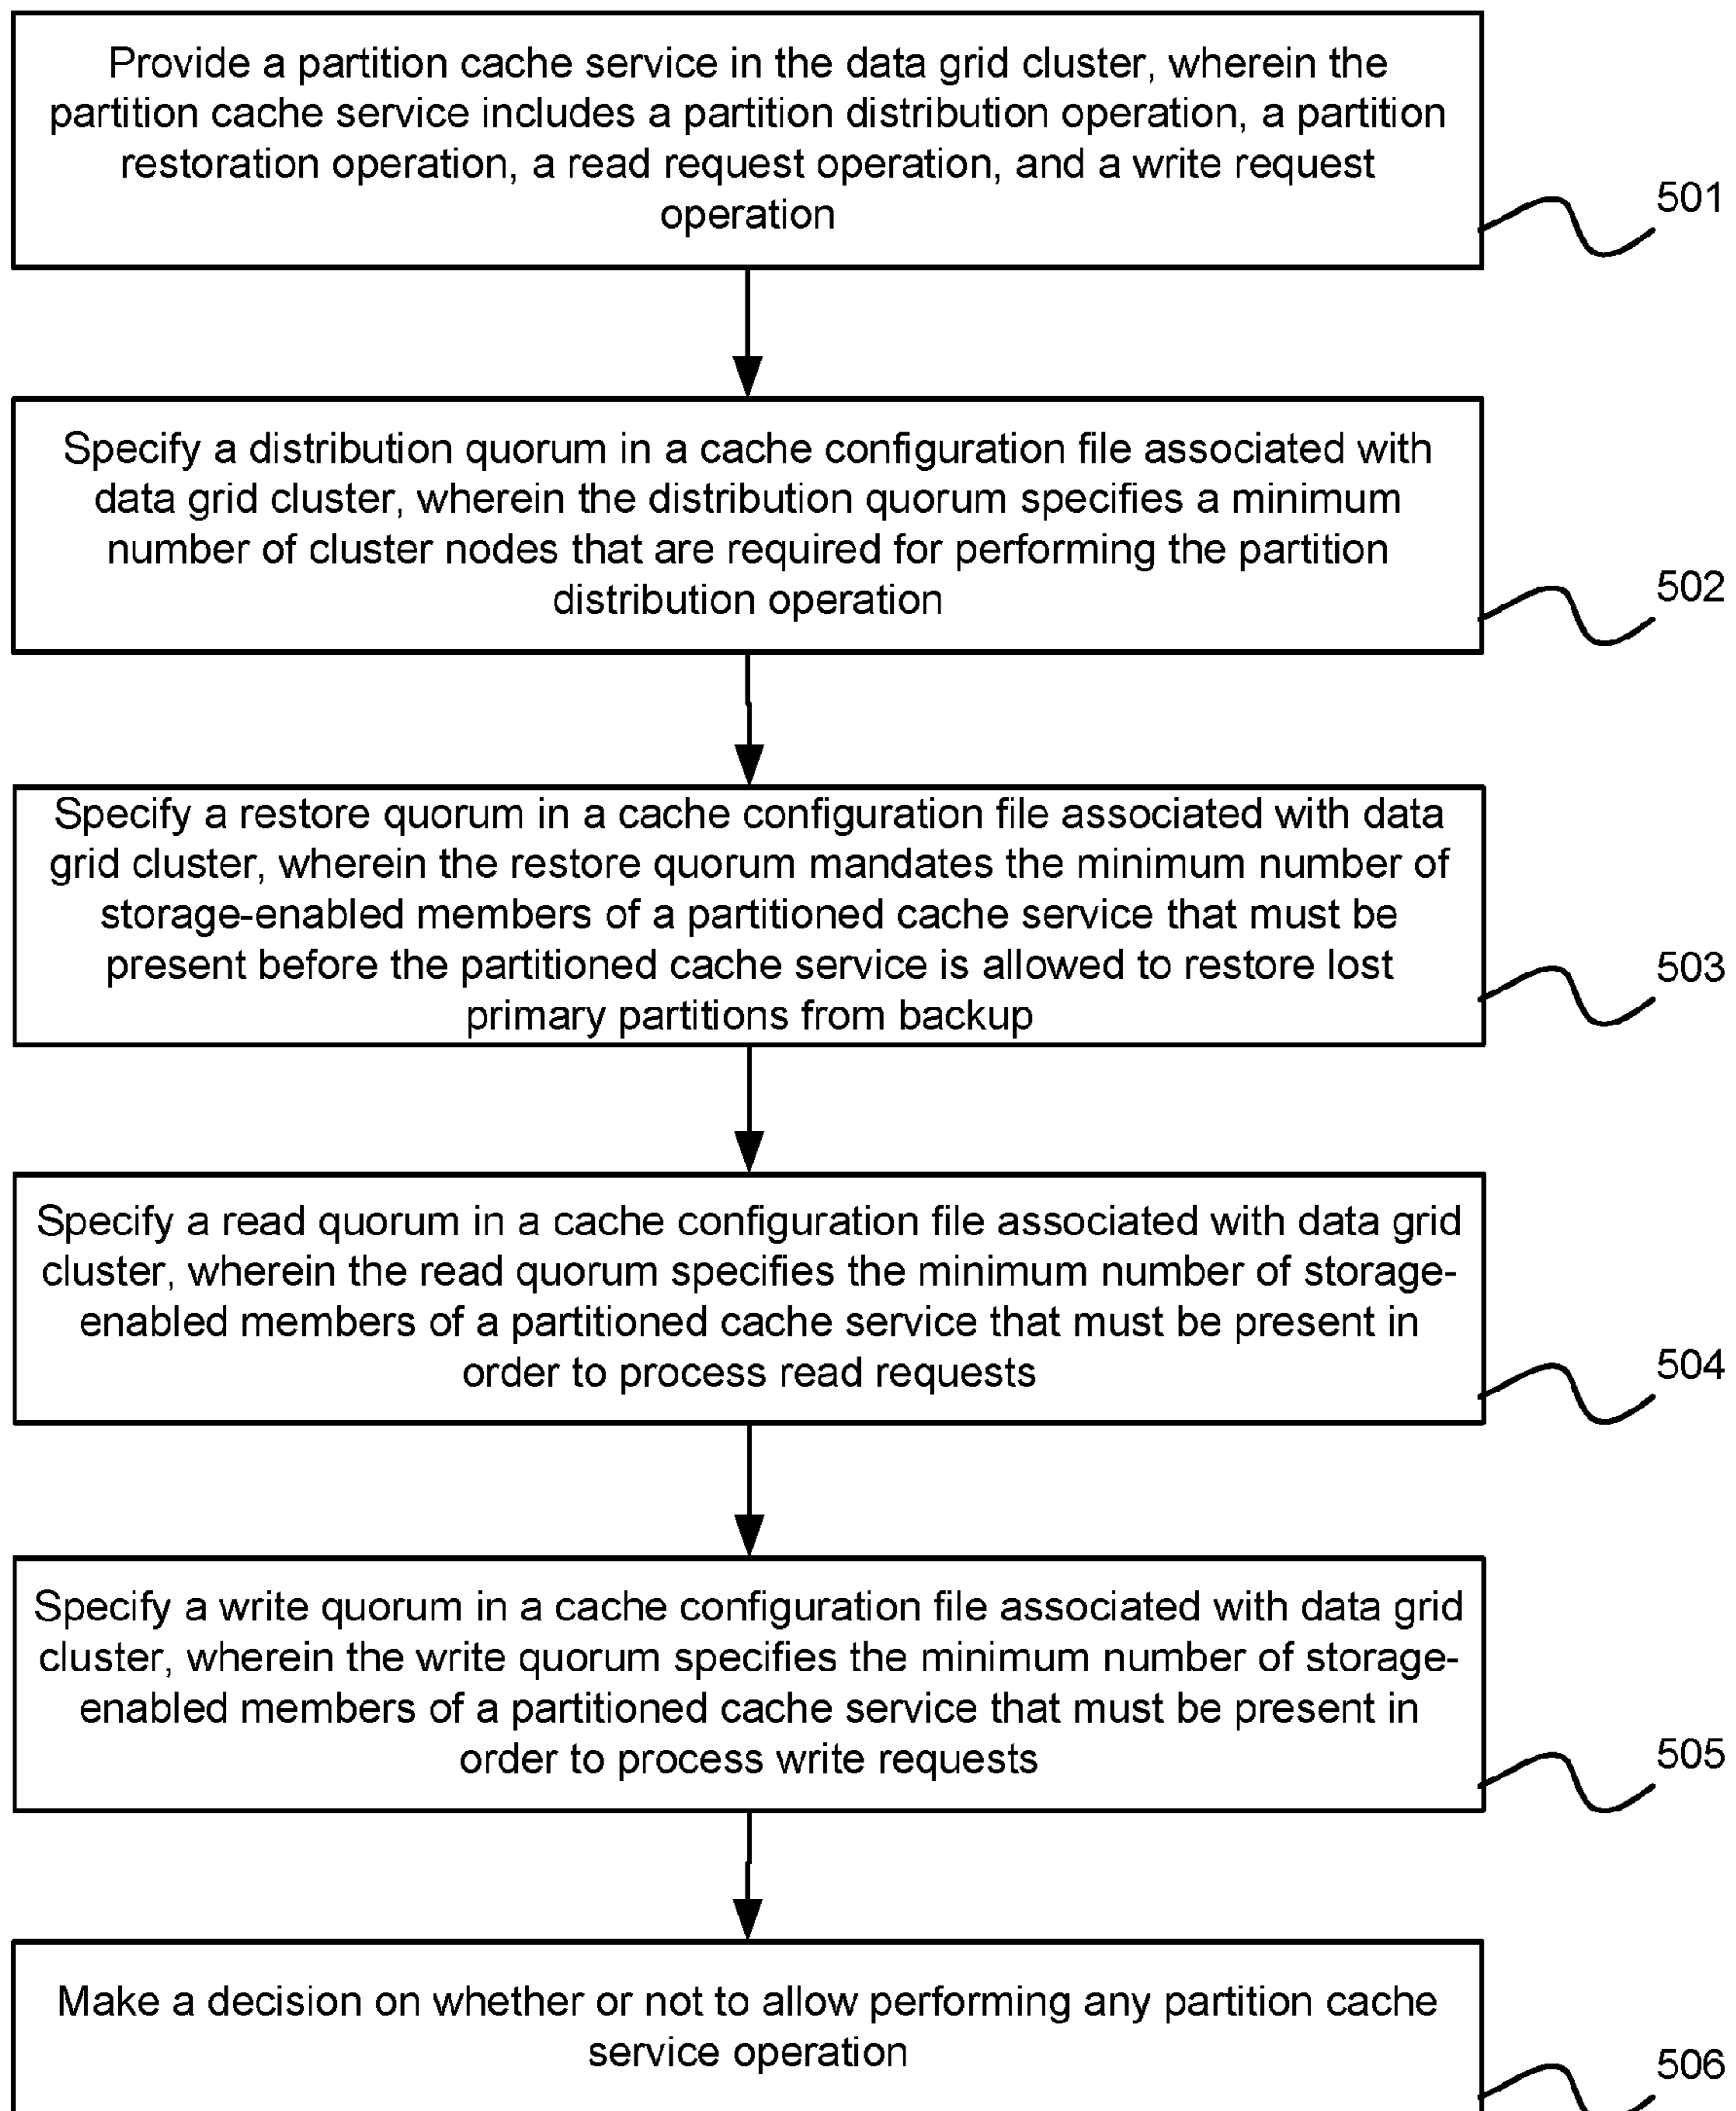 Provide a partition cache service in the data grid cluster, wherein the
partition cache service includes a partition distribution operation, a partition
restoration operation, a read request operation, and a write request
operation
501
Specify a distribution quorum in a cache configuration file associated with
data grid cluster, wherein the distribution quorum specifies a minimum
number of cluster nodes that are required for performing the partition
distribution operation
502
Specify a restore quorum in a cache configuration file associated with data
grid cluster, wherein the restore quorum mandates the minimum number of
storage-enabled members of a partitioned cache service that must be
present before the partitioned cache service is allowed to restore lost
primary partitions from backup
503
Specify a read quorum in a cache configuration file associated with data grid
cluster, wherein the read quorum specifies the minimum number of storage-
enabled members of a partitioned cache service that must be present in
order to process read requests
504
Specify a write quorum in a cache configuration file associated with data grid
cluster, wherein the write quorum specifies the minimum number of storage-
enabled members of a partitioned cache service that must be present in
order to process write requests
505
Make a decision on whether or not to allow performing any partition cache
service operation
506